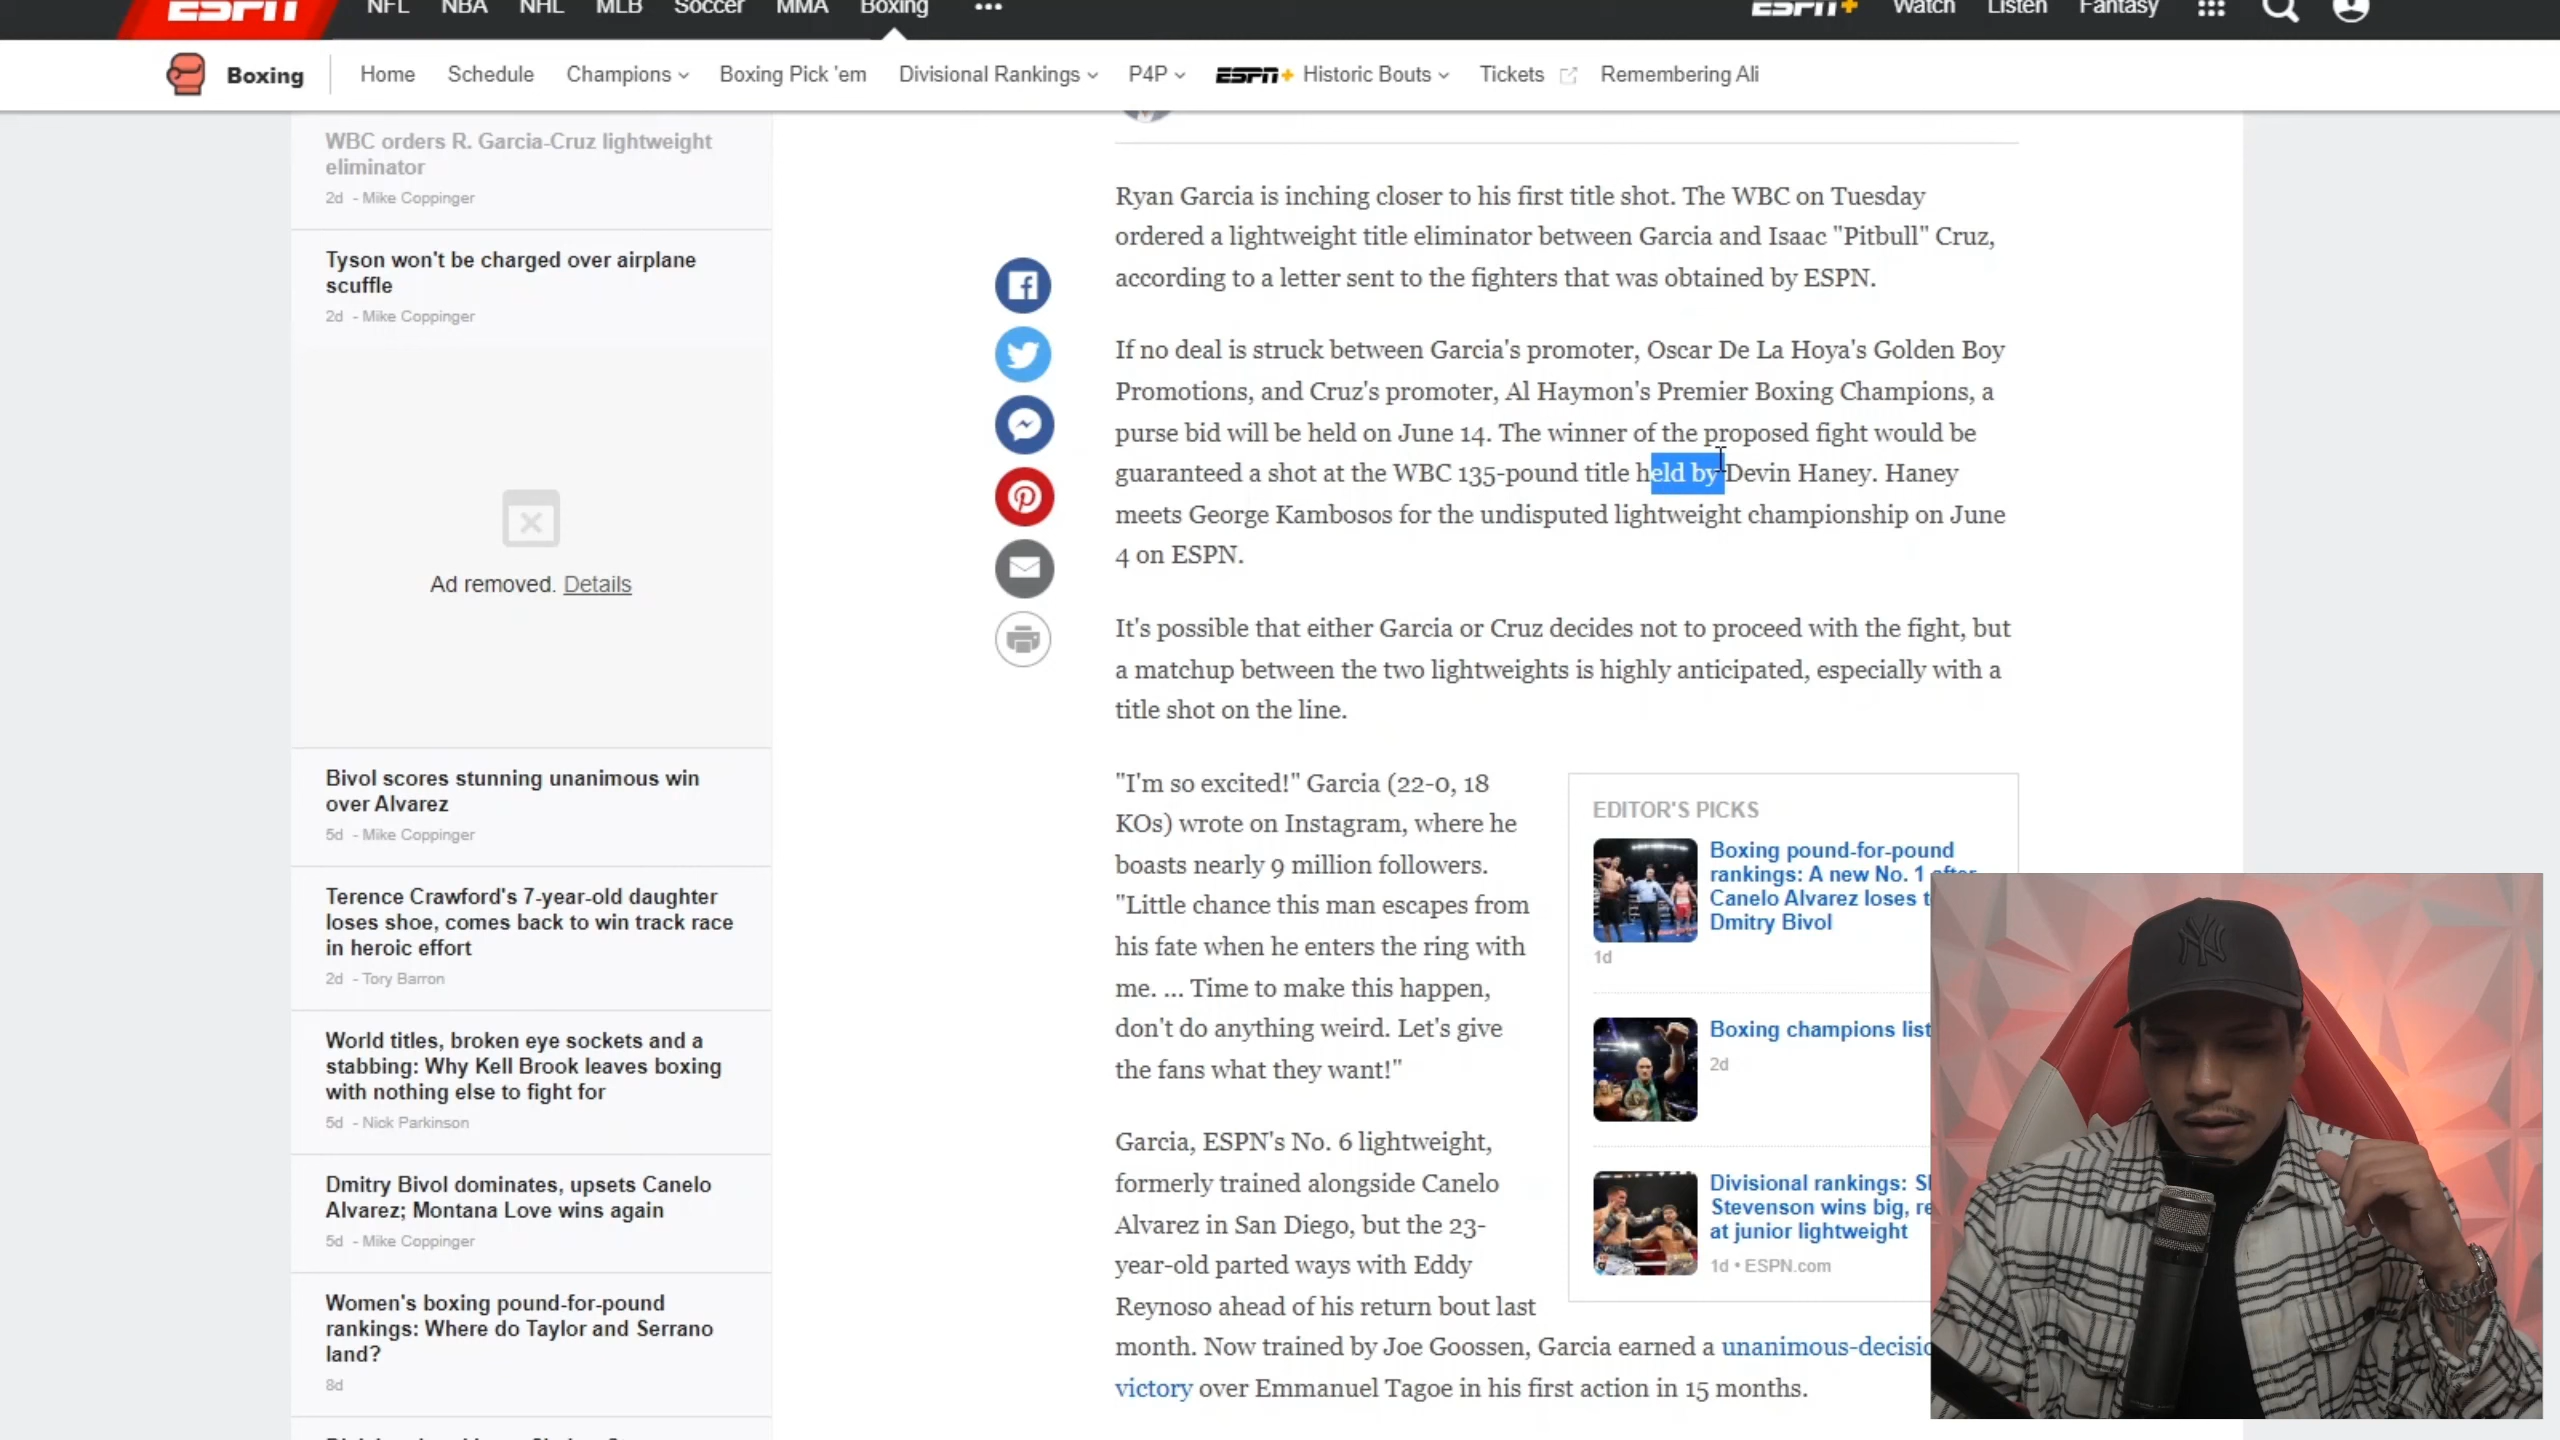 ESPN
NFL NBA NHL MLB Soccer MMA Boxing
ESPN+ Watch Listen Fantasy
Boxing Home Schedule Champions Boxing Pick 'em Divisional Rankings P4P ESPN+ Historic Bouts Tickets Remembering Ali
WBC orders R. Garcia-Cruz lightweight
eliminator
2d - Mike Coppinger
Tyson won't be charged over airplane
scuffle
2d - Mike Coppinger
Ad removed. Details
Bivol scores stunning unanimous win
over Alvarez
5d - Mike Coppinger
Terence Crawford's 7-year-old daughter
loses shoe, comes back to win track race
in heroic effort
2d - Tory Barron
World titles, broken eye sockets and a
stabbing: Why Kell Brook leaves boxing
with nothing else to fight for
5d - Nick Parkinson
Dmitry Bivol dominates, upsets Canelo
Alvarez; Montana Love wins again
5d - Mike Coppinger
Women's boxing pound-for-pound
rankings: Where do Taylor and Serrano
land?
8d
Ryan Garcia is inching closer to his first title shot. The WBC on Tuesday
ordered a lightweight title eliminator between Garcia and Isaac "Pitbull" Cruz,
according to a letter sent to the fighters that was obtained by ESPN.
If no deal is struck between Garcia's promoter, Oscar De La Hoya's Golden Boy
Promotions, and Cruz's promoter, Al Haymon's Premier Boxing Champions, a
purse bid will be held on June 14. The winner of the proposed fight would be
guaranteed a shot at the WBC 135-pound title held by Devin Haney. Haney
meets George Kambosos for the undisputed lightweight championship on June
4 on ESPN.
It's possible that either Garcia or Cruz decides not to proceed with the fight, but
a matchup between the two lightweights is highly anticipated, especially with a
title shot on the line.
"I'm so excited!" Garcia (22-0, 18
KOs) wrote on Instagram, where he
boasts nearly 9 million followers.
"Little chance this man escapes from
his fate when he enters the ring with
me. ... Time to make this happen,
don't do anything weird. Let's give
the fans what they want!"
Garcia, ESPN's No. 6 lightweight,
formerly trained alongside Canelo
Alvarez in San Diego, but the 23-
year-old parted ways with Eddy
Reynoso ahead of his return bout last
month. Now trained by Joe Goossen, Garcia earned a unanimous-decisio
victory over Emmanuel Tagoe in his first action in 15 months.
EDITOR'S PICKS
Boxing pound-for-pound
rankings: A new No. 1 after
Canelo Alvarez loses t
Dmitry Bivol
1d
Boxing champions list
2d
Divisional rankings: S
Stevenson wins big, re
at junior lightweight
1d • ESPN.com
NY